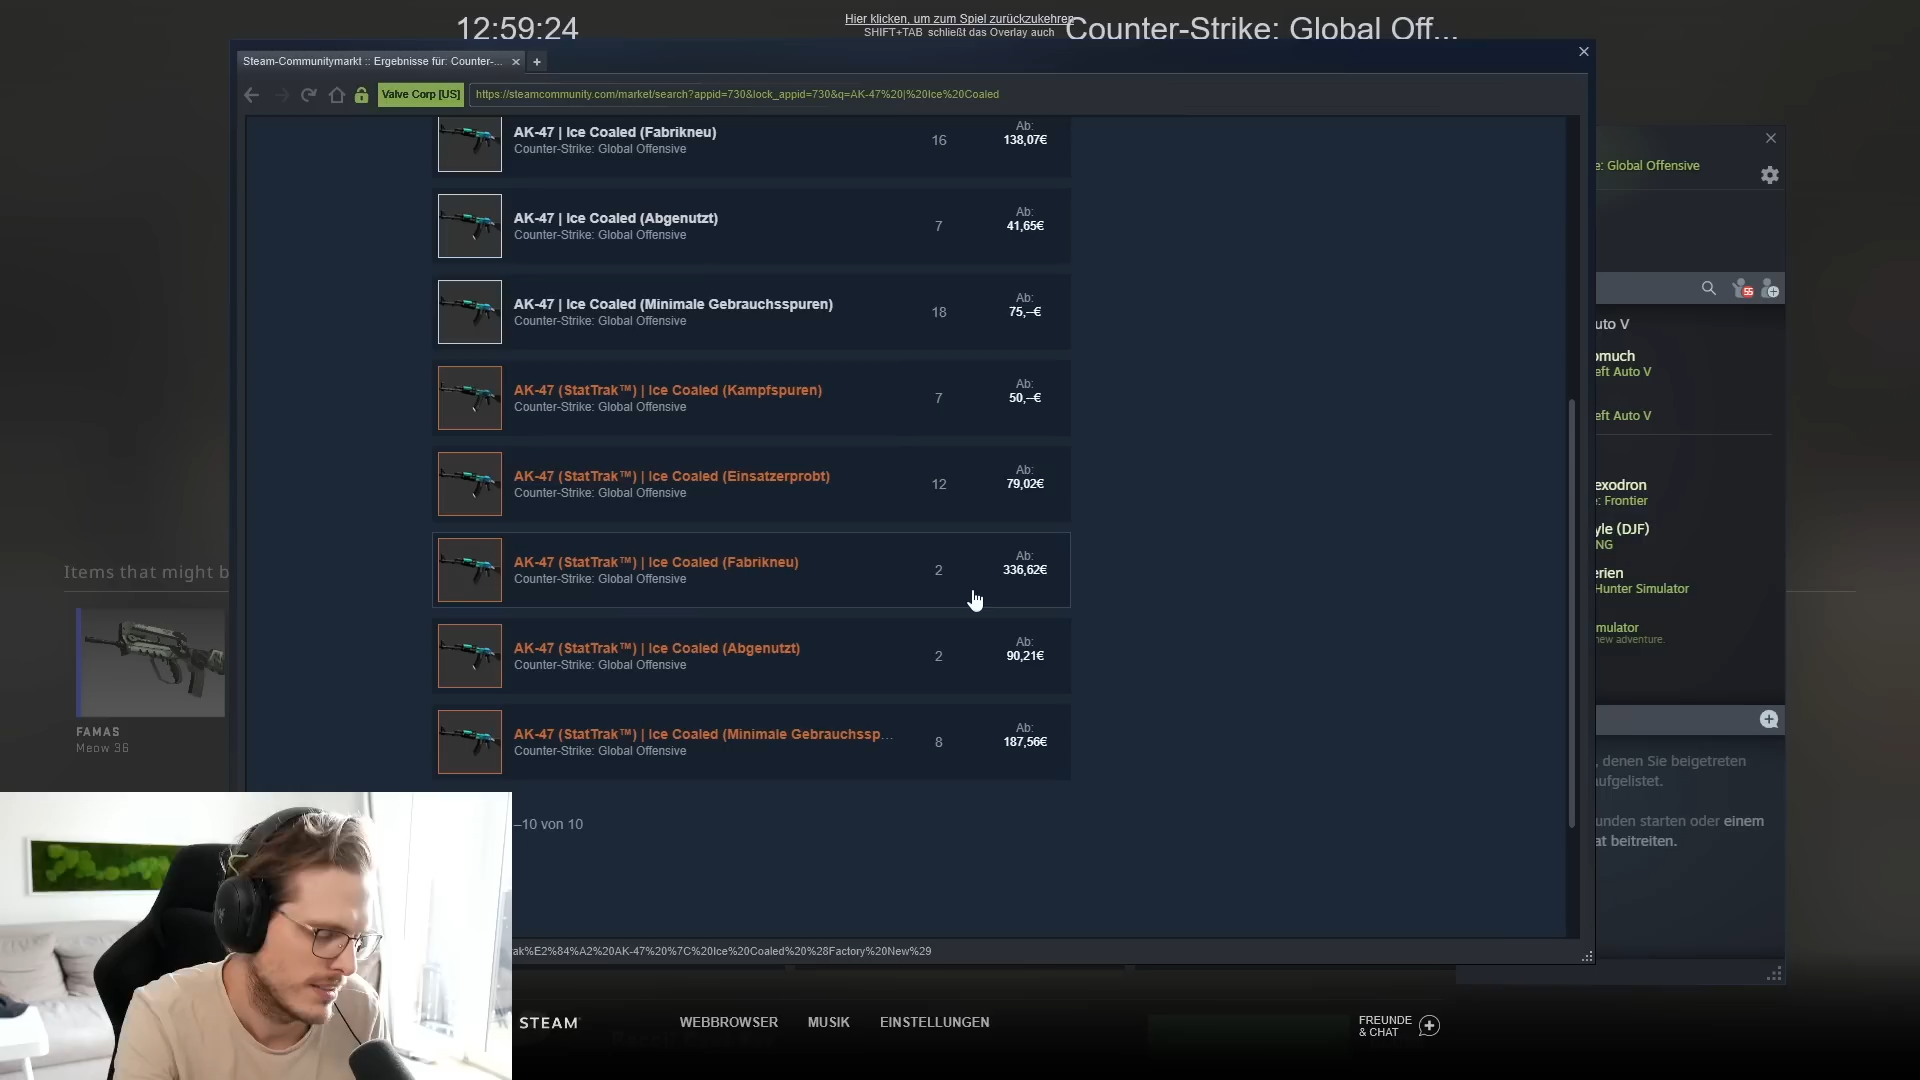 12:59:24
Hier klicken, um zum Spiel zurückzukehren
SHIFT+TAB schließt das Overlay auch
Counter-Strike: Global Off...
Steam-Communitymarkt :: Ergebnisse für: Counter-...
Valve Corp [US]
https://steamcommunity.com/market/search?appid=730&lock_appid=730&q=AK-47%20|%20Ice%20Coaled
AK-47 | Ice Coaled (Fabrikneu)
Counter-Strike: Global Offensive
16
Ab:
138,07€
AK-47 | Ice Coaled (Abgenutzt)
Counter-Strike: Global Offensive
7
Ab:
41,65€
AK-47 | Ice Coaled (Minimale Gebrauchsspuren)
Counter-Strike: Global Offensive
18
Ab:
75,--€
AK-47 (StatTrak™) | Ice Coaled (Kampfspuren)
Counter-Strike: Global Offensive
7
Ab:
50,--€
AK-47 (StatTrak™) | Ice Coaled (Einsatzerprobt)
Counter-Strike: Global Offensive
12
Ab:
79,02€
AK-47 (StatTrak™) | Ice Coaled (Fabrikneu)
Counter-Strike: Global Offensive
2
Ab:
336,62€
AK-47 (StatTrak™) | Ice Coaled (Abgenutzt)
Counter-Strike: Global Offensive
2
Ab:
90,21€
AK-47 (StatTrak™) | Ice Coaled (Minimale Gebrauchssp...
Counter-Strike: Global Offensive
8
Ab:
187,56€
–10 von 10
ak%E2%84%A2%20AK-47%20%7C%20Ice%20Coaled%20%28Factory%20New%29
Items that might b
FAMAS
Meow 36
e: Global Offensive
55
uto V
omuch
eft Auto V
eft Auto V
exodron
e: Frontier
yle (DJF)
NG
erien
Hunter Simulator
mulator
new adventure.
, denen Sie beigetreten
aufgelistet.
unden starten oder einem
at beitreten.
STEAM
WEBBROWSER
MUSIK
EINSTELLUNGEN
FREUNDE
& CHAT